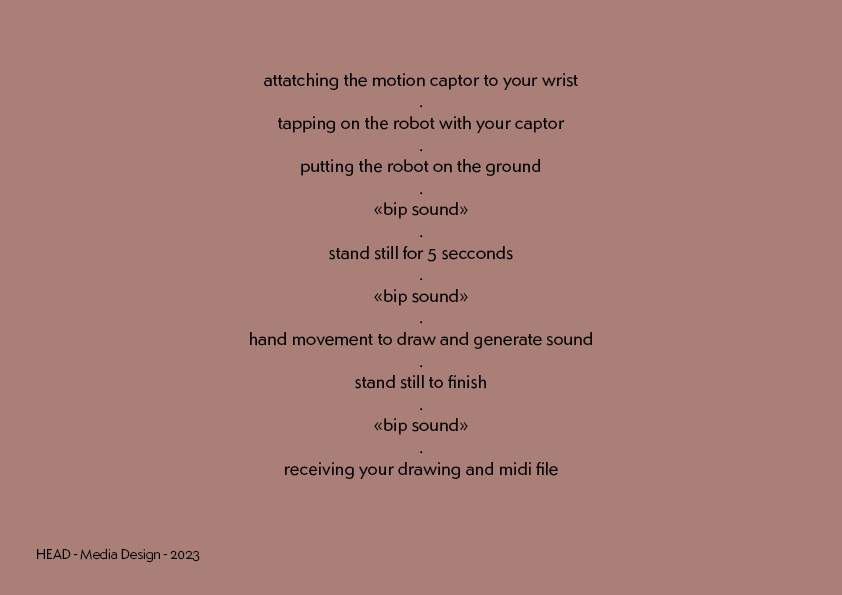 attatching the motion captor to your wrist
.
tapping on the robot with your captor
.
putting the robot on the ground
.
«bip sound»
.
stand still for 5 secconds
.
«bip sound»
.
hand movement to draw and generate sound
.
stand still to finish
.
«bip sound»
.
receiving your drawing and midi file
HEAD - Media Design - 2023